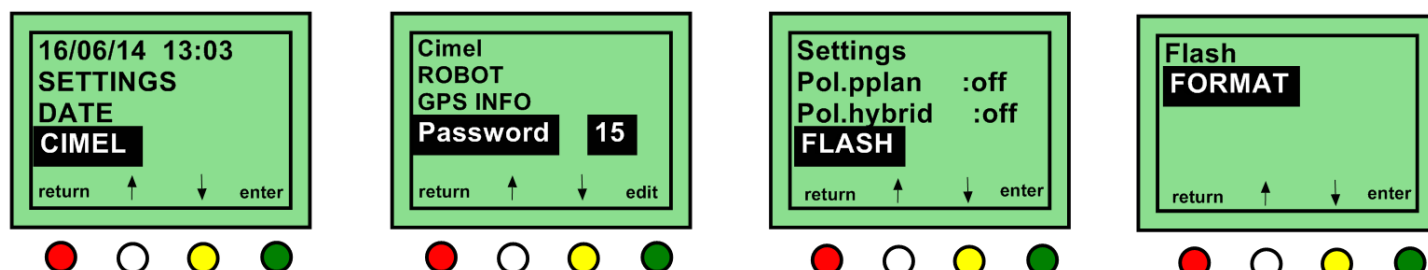 16/06/14 13:03
SETTINGS
DATE
CIMEL
return enter
Cimel
ROBOT
GPS INFO
Password 15
return edit
Settings
Pol.pplan :off
Pol.hybrid :off
FLASH
return enter
Flash
FORMAT
return enter